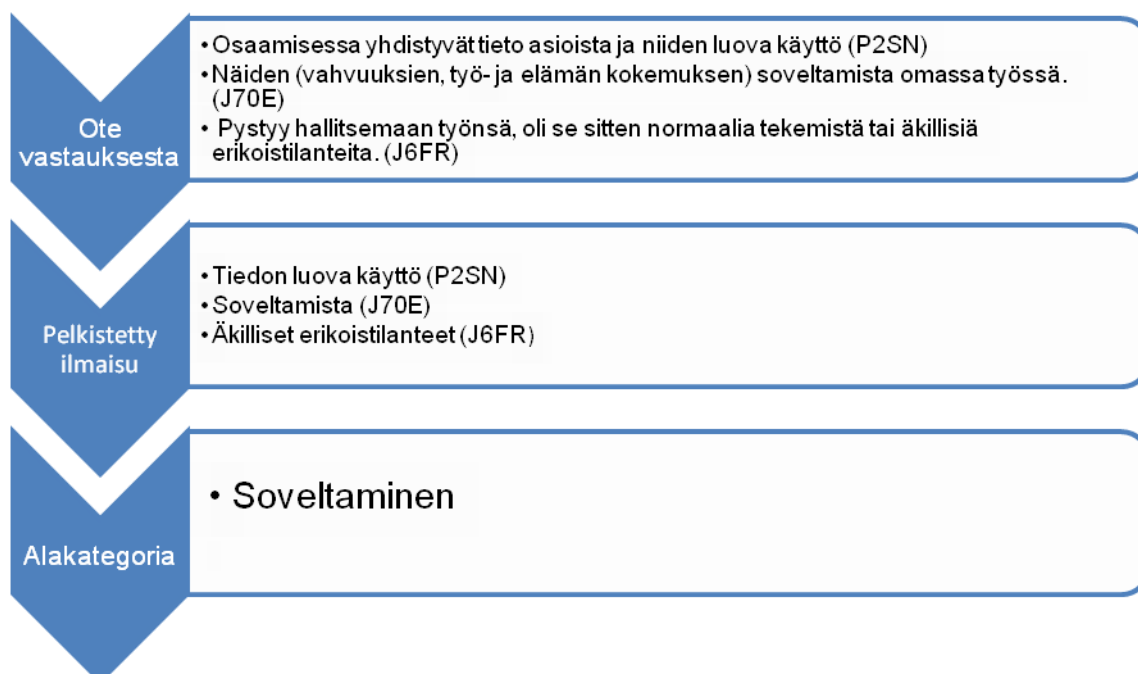 Ote
vastauksesta
• Osaamisessa yhdistyvät tieto asioista ja niiden luova käyttö (P2SN)
• Näiden (vahvuuksien, työ- ja elämän kokemuksen) soveltamista omassa työssä.
(J70E)
• Pystyy hallitsemaan työnsä, oli se sitten normaalia tekemistä tai äkillisiä
erikoistilanteita. (J6FR)
Pelkistetty
ilmaisu
• Tiedon luova käyttö (P2SN)
• Soveltamista (J70E)
• Äkilliset erikoistilanteet (J6FR)
Alakategoria
• Soveltaminen